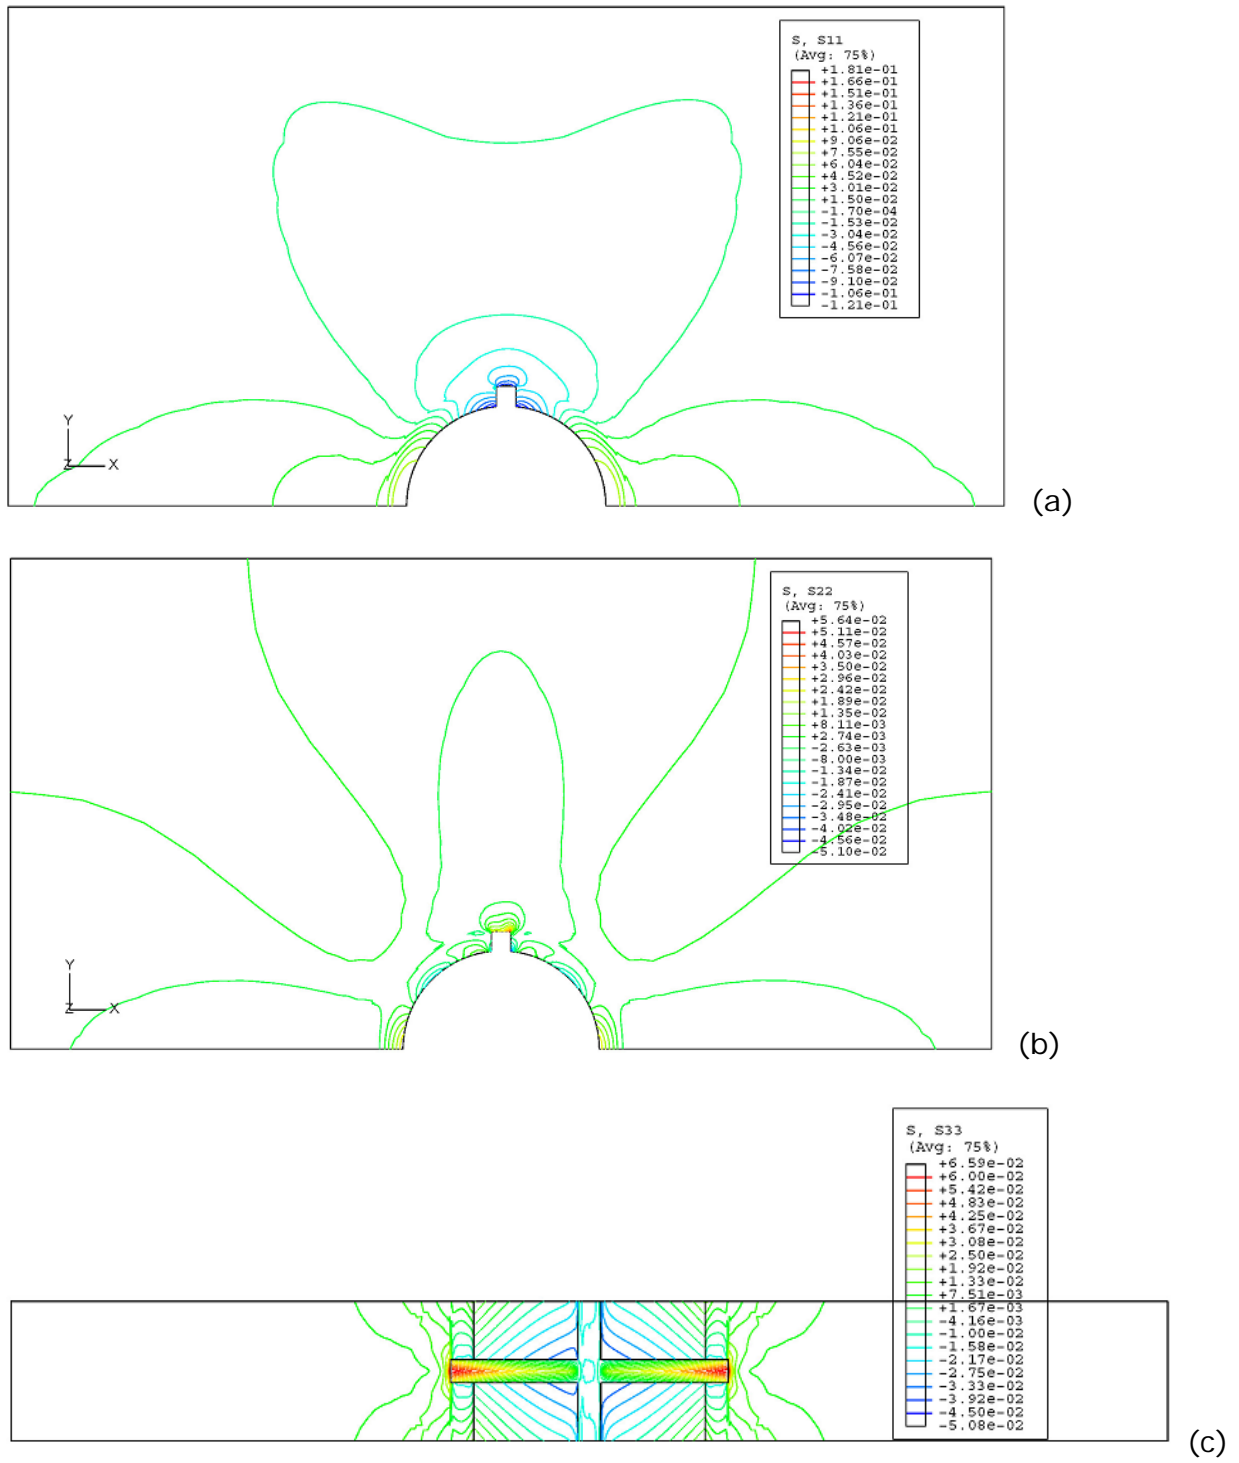 S, S11
(Avg: 75%)
+1.81e-01
+1.66e-01
+1.51e-01
+1.36e-01
+1.21e-01
+1.06e-01
+9.06e-02
+7.55e-02
+6.04e-02
+4.52e-02
+3.01e-02
+1.50e-02
-1.70e-04
-1.53e-02
-3.04e-02
-4.56e-02
-6.07e-02
-7.58e-02
-9.10e-02
-1.06e-01
-1.21e-01
Y
Z X
(a)
S, S22
(Avg: 75%)
+5.64e-02
+5.11e-02
+4.57e-02
+4.03e-02
+3.50e-02
+2.96e-02
+2.42e-02
+1.89e-02
+1.35e-02
+8.11e-03
+2.74e-03
-2.63e-03
-8.00e-03
-1.34e-02
-1.87e-02
-2.41e-02
-2.95e-02
-3.48e-02
-4.02e-02
-4.56e-02
-5.10e-02
Y
Z X
(b)
S, S33
(Avg: 75%)
+6.59e-02
+6.00e-02
+5.42e-02
+4.83e-02
+4.25e-02
+3.67e-02
+3.08e-02
+2.50e-02
+1.92e-02
+1.33e-02
+7.51e-03
+1.67e-03
-4.16e-03
-1.00e-02
-1.58e-02
-2.17e-02
-2.75e-02
-3.33e-02
-3.92e-02
-4.50e-02
-5.08e-02
(c)